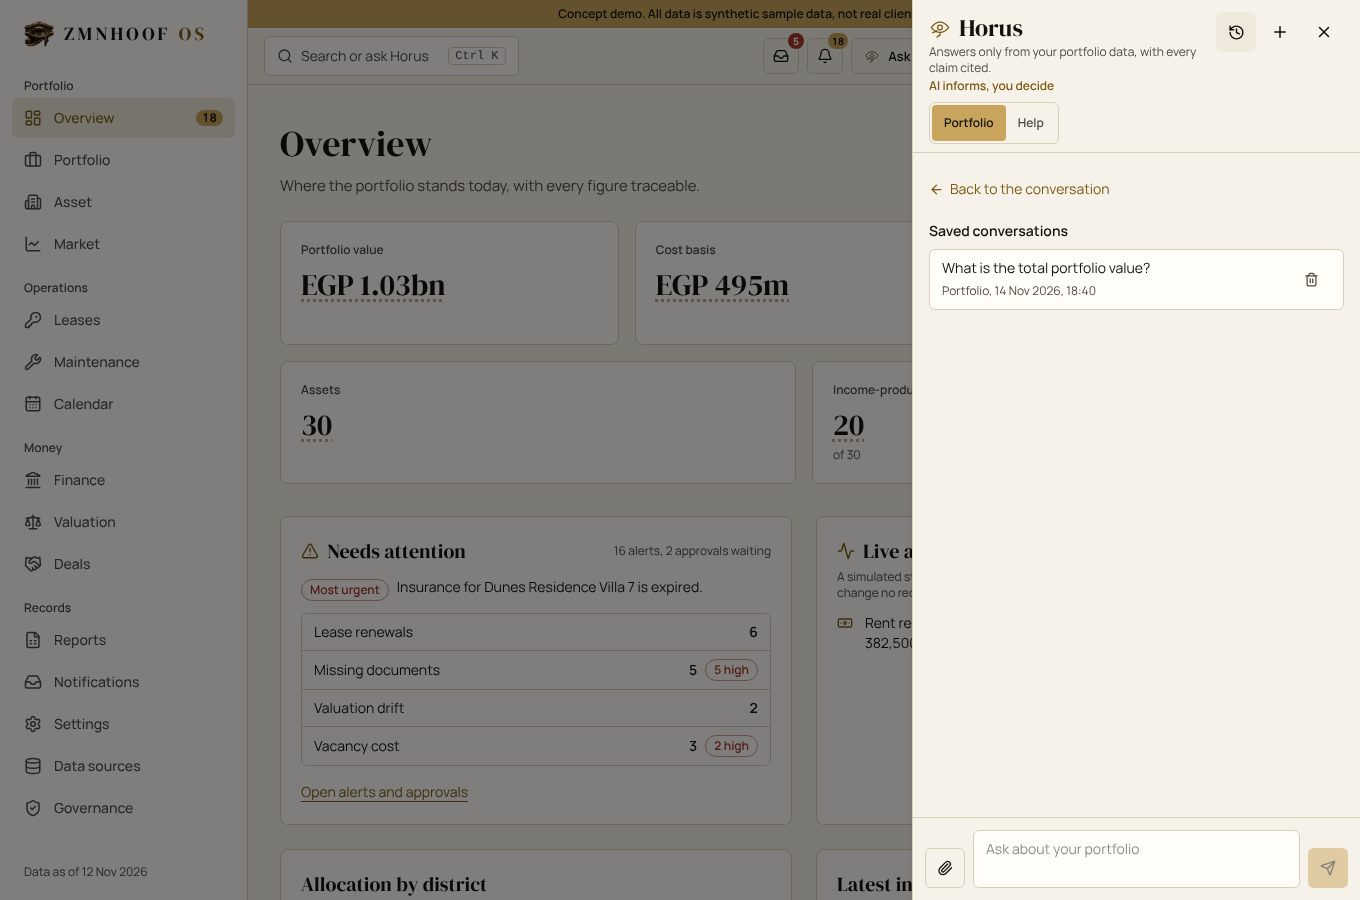 ZMNHOOF OS
Portfolio
Overview 18
Portfolio
Asset
Market
Operations
Leases
Maintenance
Calendar
Money
Finance
Valuation
Deals
Records
Reports
Notifications
Settings
Data sources
Governance
Data as of 12 Nov 2026
Concept demo. All data is synthetic sample data, not real clien
Search or ask Horus Ctrl K
5
18
Ask
Overview
Where the portfolio stands today, with every figure traceable.
Portfolio value
EGP 1.03bn
Cost basis
EGP 495m
Assets
30
Income-produ
20
of 30
Needs attention
16 alerts, 2 approvals waiting
Most urgent Insurance for Dunes Residence Villa 7 is expired.
Lease renewals 6
Missing documents 5 5 high
Valuation drift 2
Vacancy cost 3 2 high
Open alerts and approvals
Live a
A simulated st
change no rec
Rent re
382,500
Allocation by district
Latest in
Horus
Answers only from your portfolio data, with every
claim cited.
AI informs, you decide
Portfolio Help
Back to the conversation
Saved conversations
What is the total portfolio value?
Portfolio, 14 Nov 2026, 18:40
Ask about your portfolio